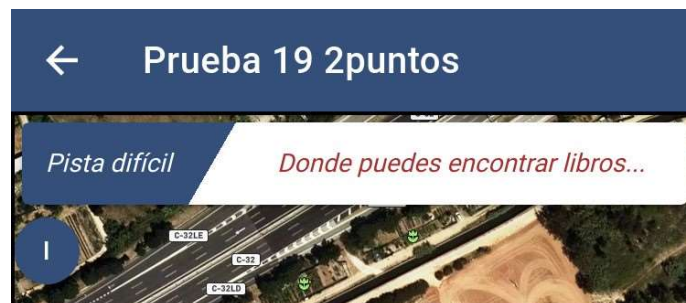 Prueba 19 2puntos
Pista difícil
Donde puedes encontrar libros...
I
C-32LE
C-32
C-32LD